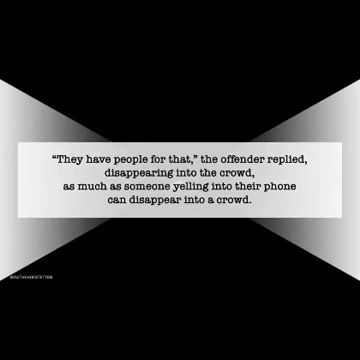 “They have people for that,” the offender replied,
disappearing into the crowd,
as much as someone yelling into their phone
can disappear into a crowd.